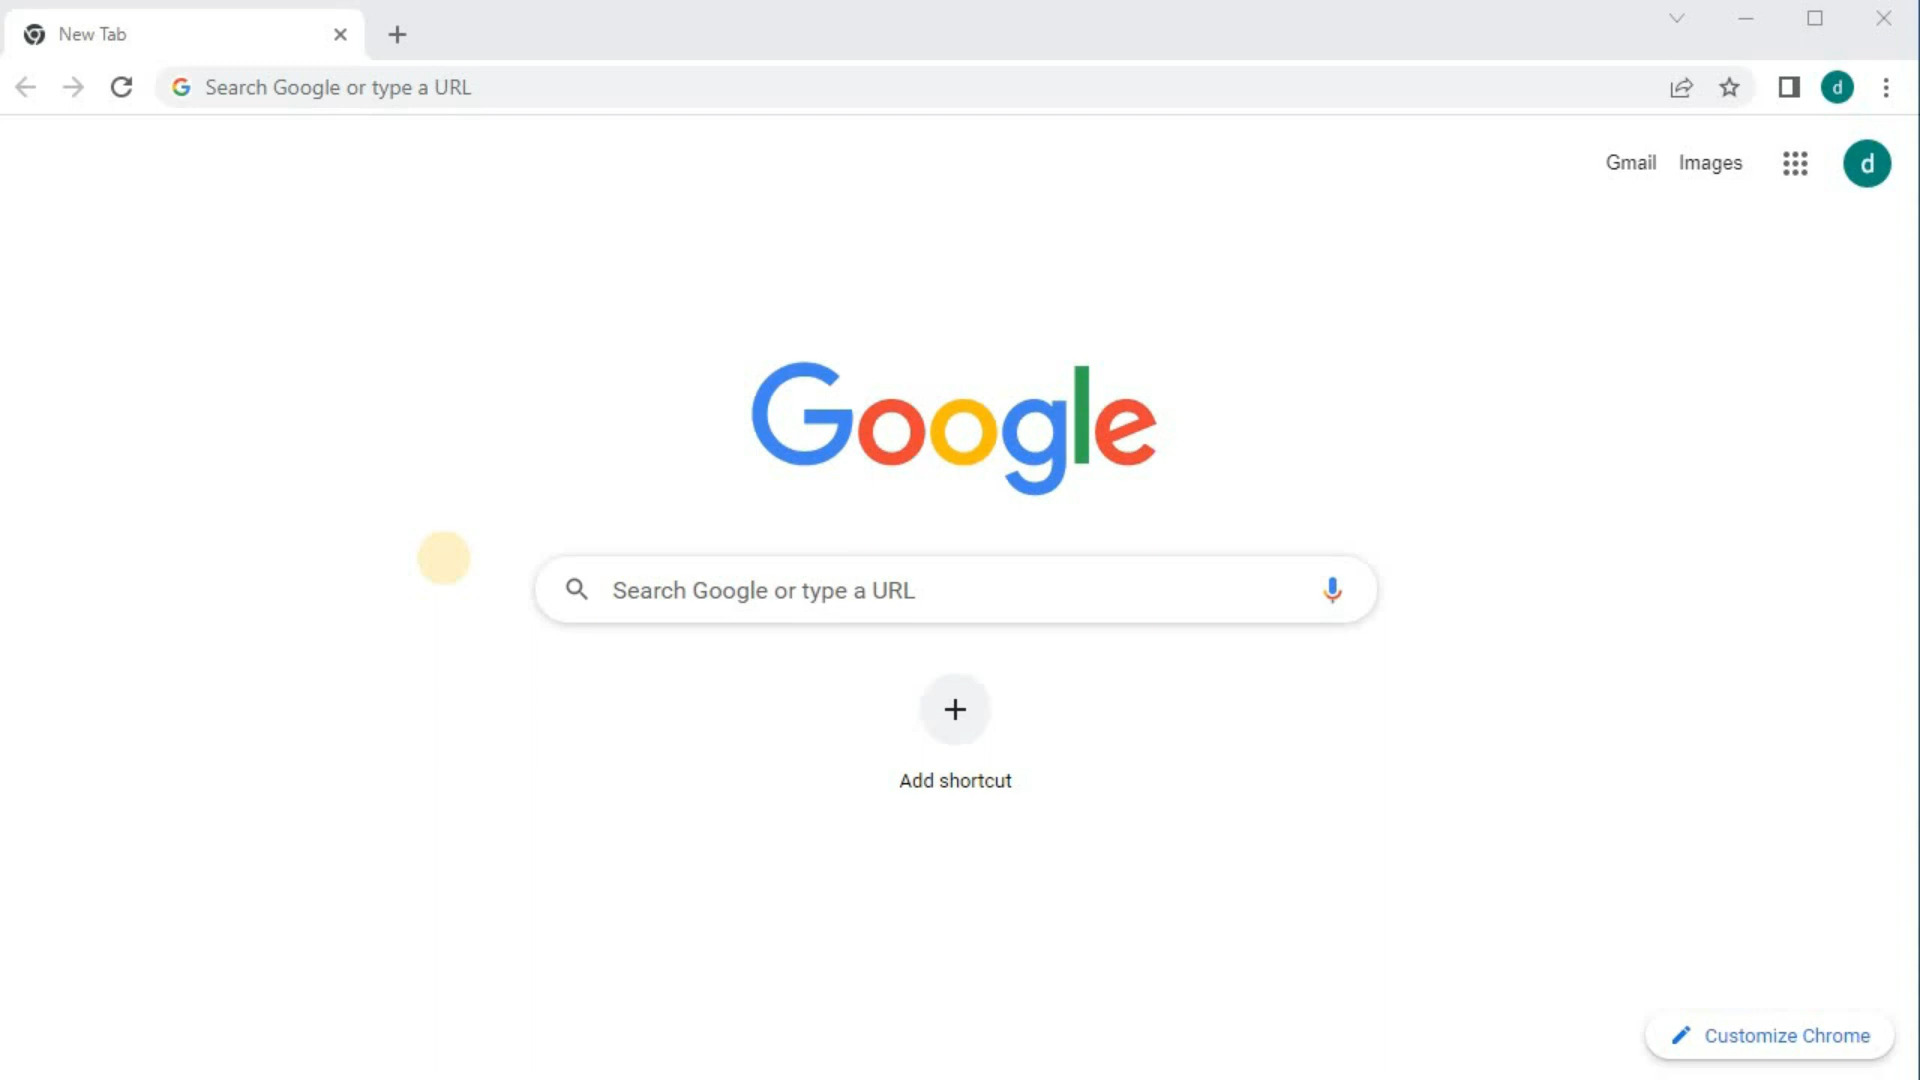 New Tab
Search Google or type a URL
d
Gmail Images d
Google
Search Google or type a URL
Add shortcut
Customize Chrome